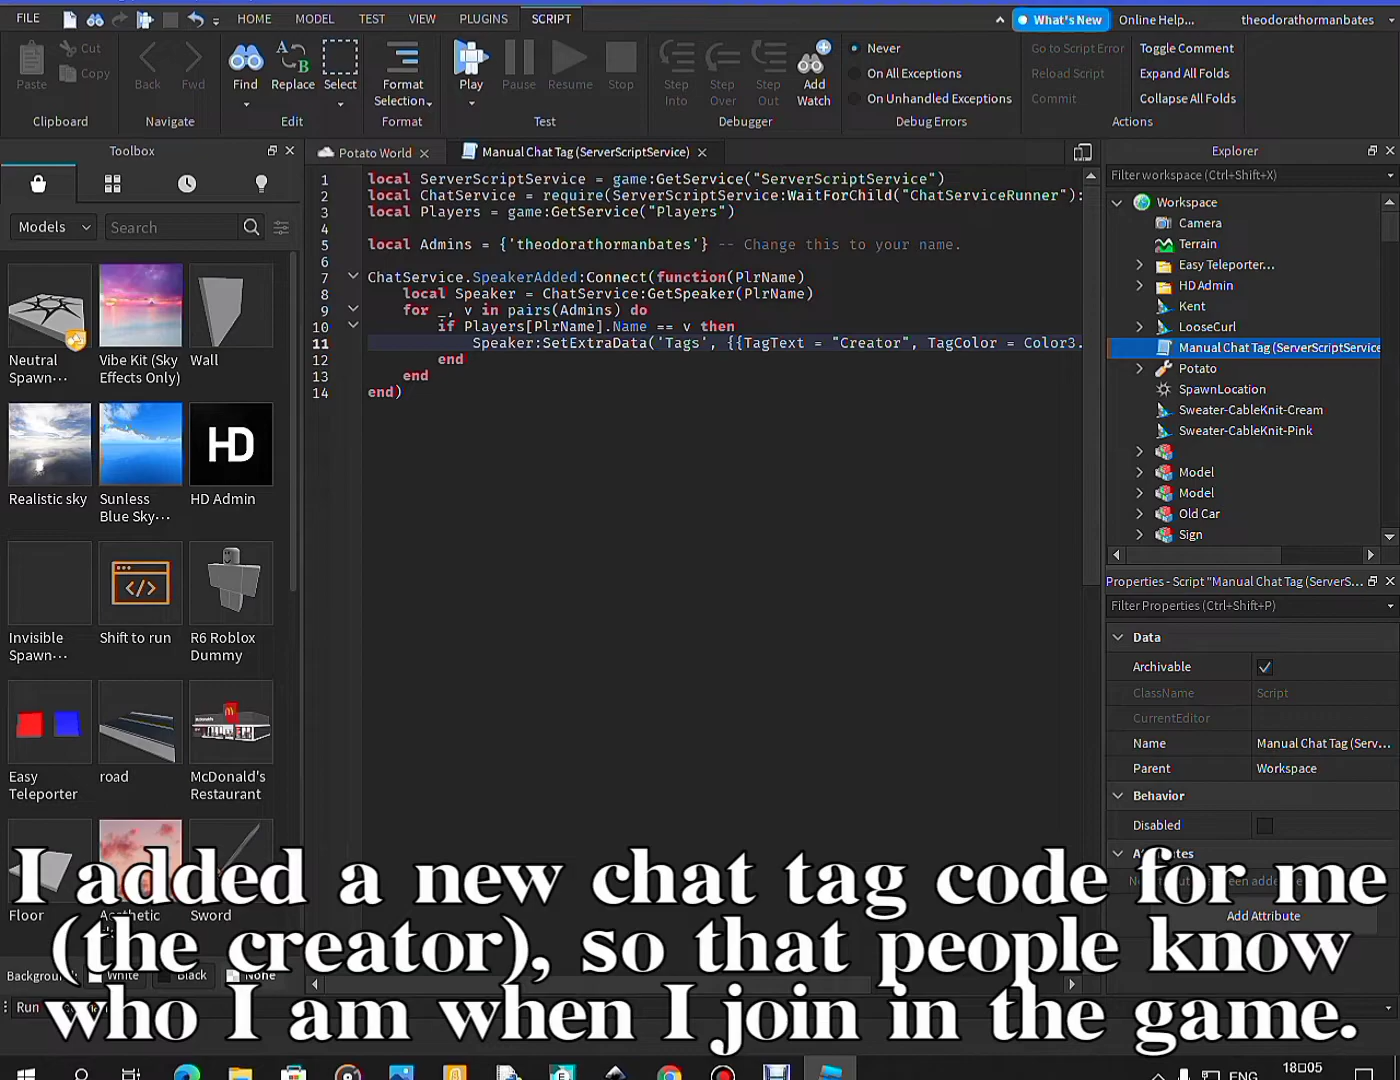 FILE HOME MODEL TEST VIEW PLUGINS SCRIPT What's New Online Help... theodorathormanbates
Paste Cut Copy Back Fwd Find Replace Select Format Selection Play Pause Resume Stop Step Into Step Over Step Out Add Watch
Never
On All Exceptions
On Unhandled Exceptions
Go to Script Error
Reload Script
Commit
Toggle Comment
Expand All Folds
Collapse All Folds
Clipboard Navigate Edit Format Test Debugger Debug Errors Actions
Toolbox
Models Search
Neutral Spawn...
Vibe Kit (Sky Effects Only)
Wall
Realistic sky
Sunless Blue Sky...
HD
HD Admin
Invisible Spawn...
</>
Shift to run
R6 Roblox Dummy
Easy Teleporter
road
McDonald's Restaurant
Floor
Aesthetic
Sword
Background: White Black None
Run
Potato World
Manual Chat Tag (ServerScriptService)
1 local ServerScriptService = game:GetService("ServerScriptService")
2 local ChatService = require(ServerScriptService:WaitForChild("ChatServiceRunner"):
3 local Players = game:GetService("Players")
4
5 local Admins = {'theodorathormanbates'} -- Change this to your name.
6
7 ChatService.SpeakerAdded:Connect(function(PlrName)
8 local Speaker = ChatService:GetSpeaker(PlrName)
9 for _, v in pairs(Admins) do
10 if Players[PlrName].Name == v then
11 Speaker:SetExtraData('Tags', {{TagText = "Creator", TagColor = Color3.
12 end
13 end
14 end)
Explorer
Filter workspace (Ctrl+Shift+X)
Workspace
Camera
Terrain
Easy Teleporter...
HD Admin
Kent
LooseCurl
Manual Chat Tag (ServerScriptService
Potato
SpawnLocation
Sweater-CableKnit-Cream
Sweater-CableKnit-Pink
Model
Model
Old Car
Sign
Properties - Script "Manual Chat Tag (ServerS...
Filter Properties (Ctrl+Shift+P)
Data
Archivable
ClassName Script
CurrentEditor
Name Manual Chat Tag (Serv...
Parent Workspace
Behavior
Disabled
Attributes
Add Attribute
I added a new chat tag code for me
(the creator), so that people know
who I am when I join in the game.
ENG
18:05